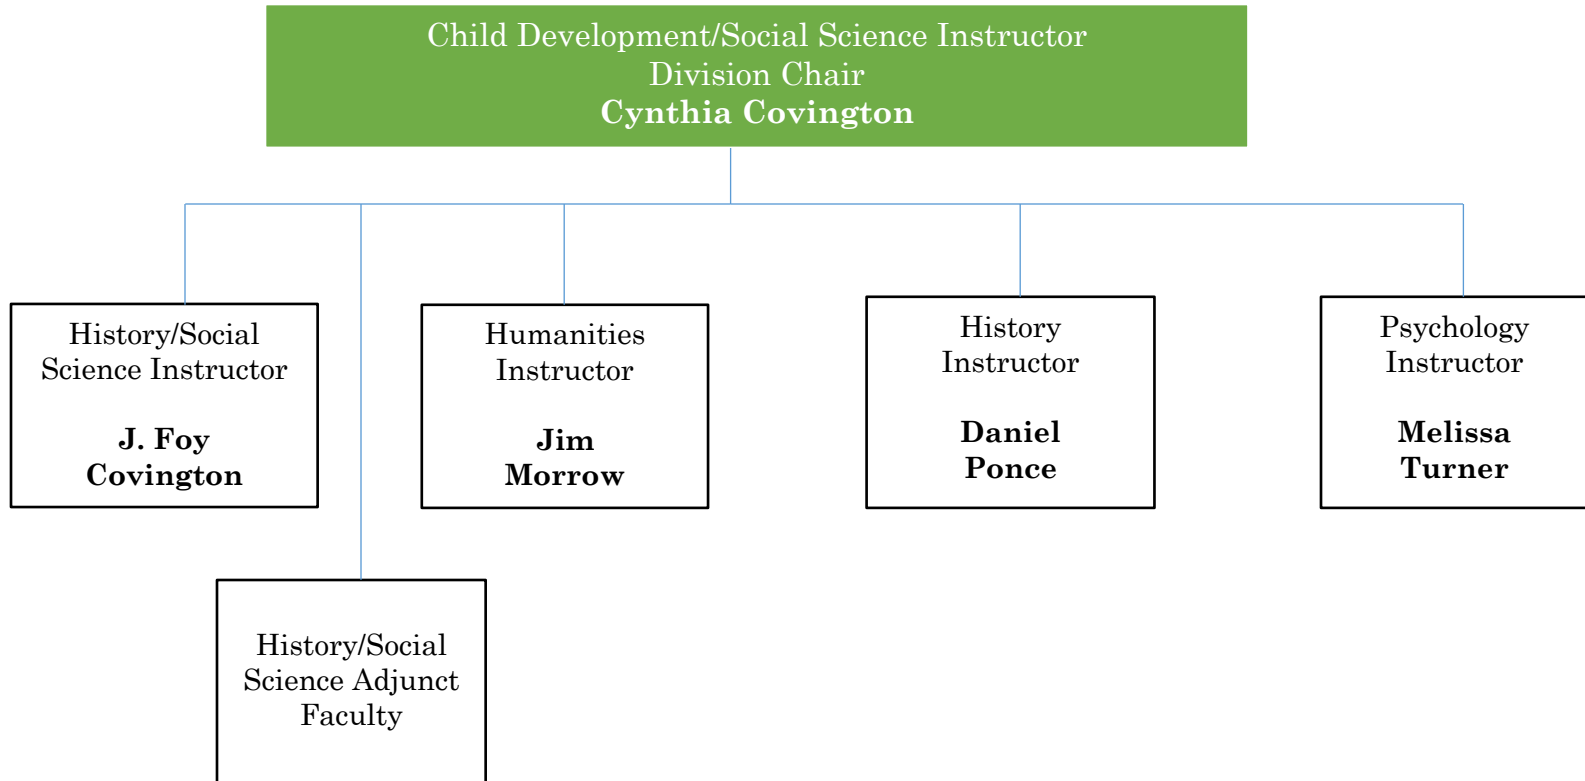 Child Development/Social Science Instructor
Division Chair
Cynthia Covington
History/Social
Science Instructor
J. Foy
Covington
Humanities
Instructor
Jim
Morrow
History
Instructor
Daniel
Ponce
Psychology
Instructor
Melissa
Turner
History/Social
Science Adjunct
Faculty